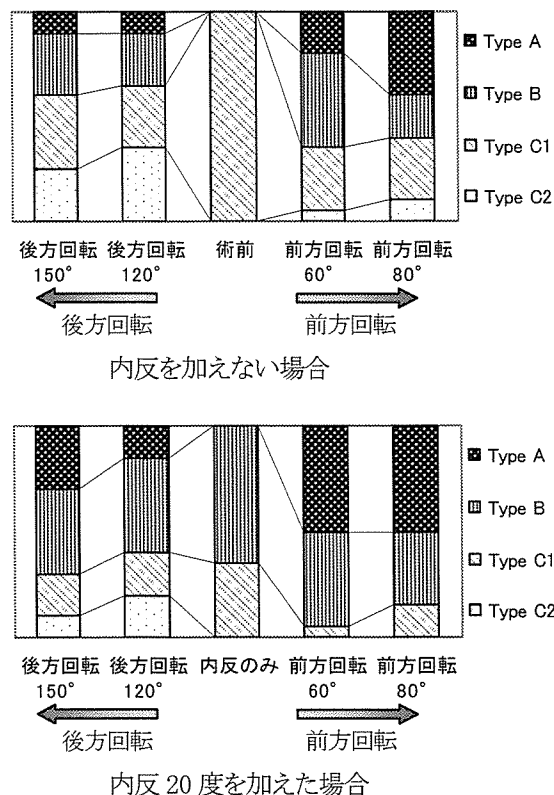 Type A
Type B
Type C1
Type C2
後方回転 後方回転 術前 前方回転 前方回転
150° 120° 60° 80°
後方回転 前方回転
内反を加えない場合
Type A
Type B
Type C1
Type C2
後方回転 後方回転 内反のみ 前方回転 前方回転
150° 120° 60° 80°
後方回転 前方回転
内反 20 度を加えた場合